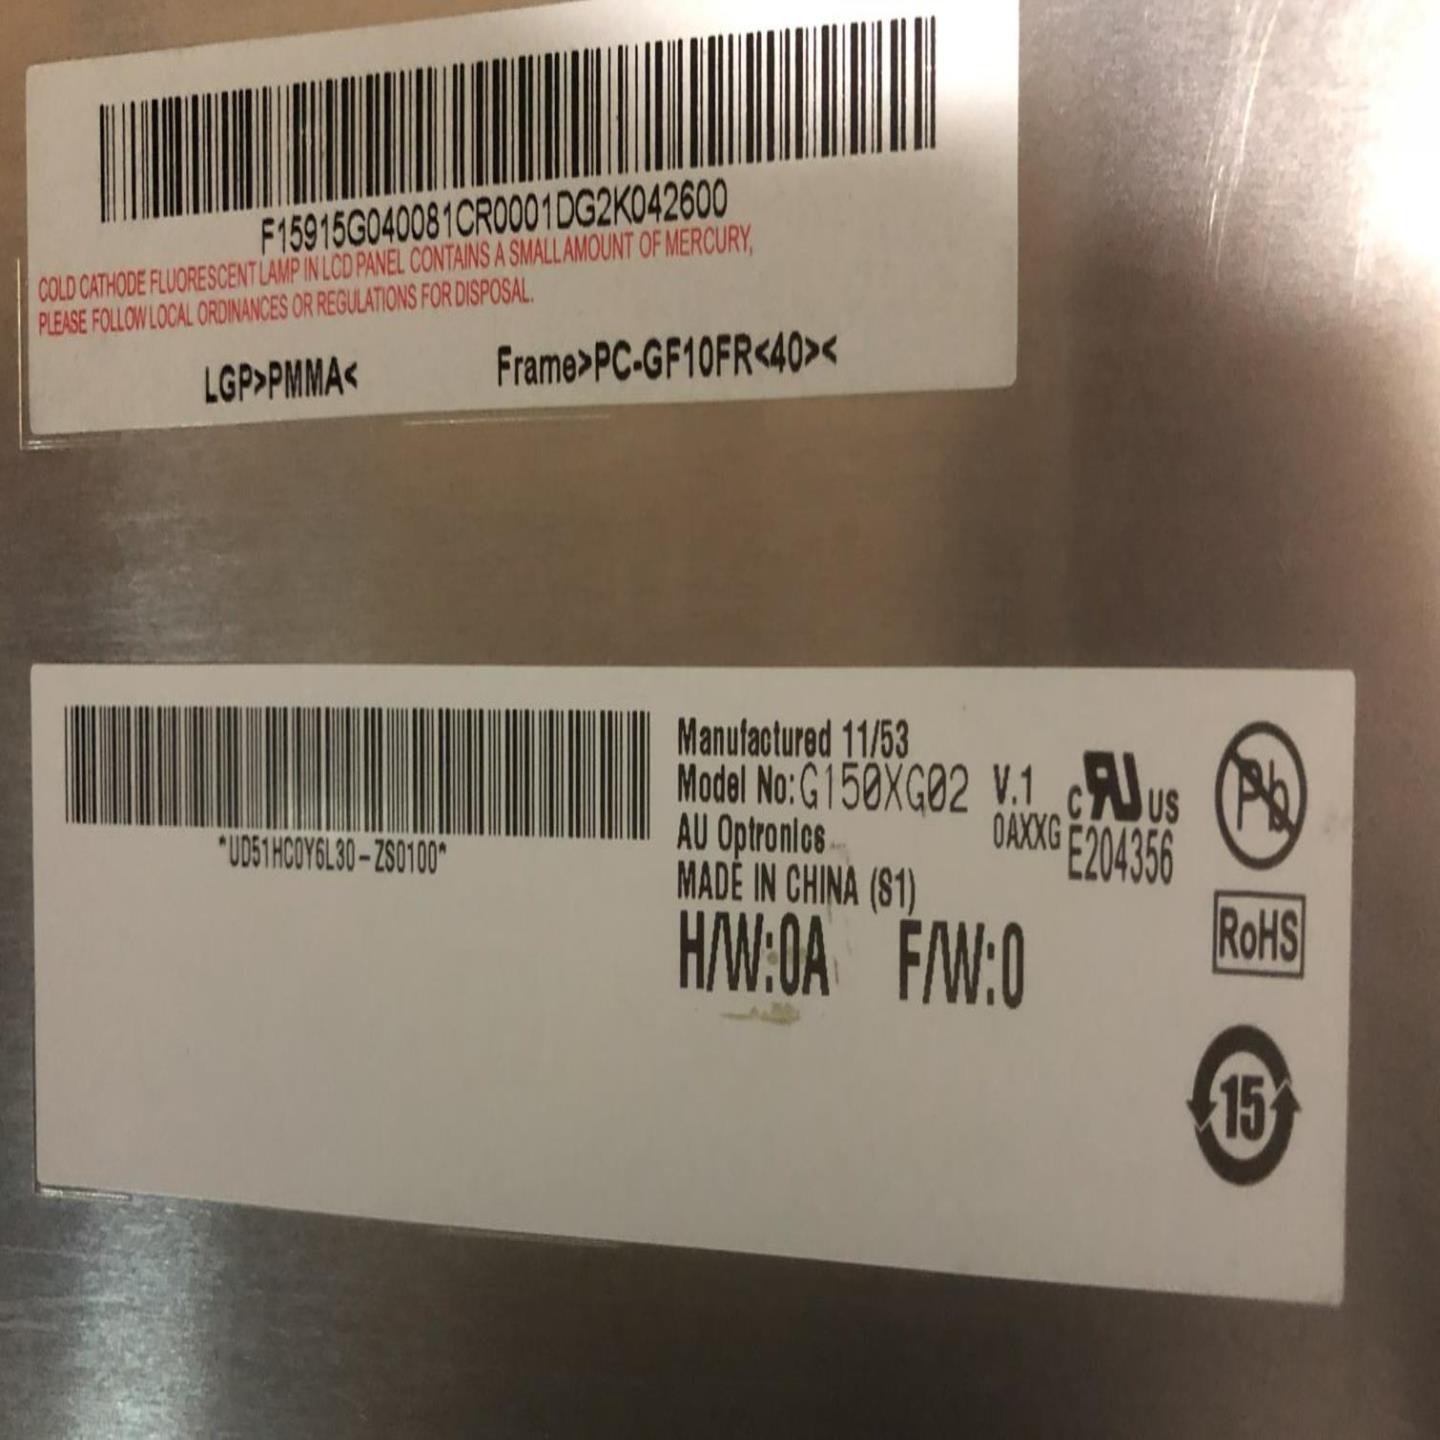 F15915G040081CR0001DG2K042600
COLD CATHODE FLUORESCENT LAMP IN LCD PANEL CONTAINS A SMALL AMOUNT OF MERCURY,
PLEASE FOLLOW LOCAL ORDINANCES OR REGULATIONS FOR DISPOSAL.
LGP>PMMA< Frame>PC-GF10FR<40><
*UD51HC0Y6L30-ZS0100*
Manufactured 11/53
Model No:G150XG02 V.1
AU Optronics 0AXXG
MADE IN CHINA (S1)
H/W:0A F/W:0
c RU US
E204356
Pb
RoHS
15